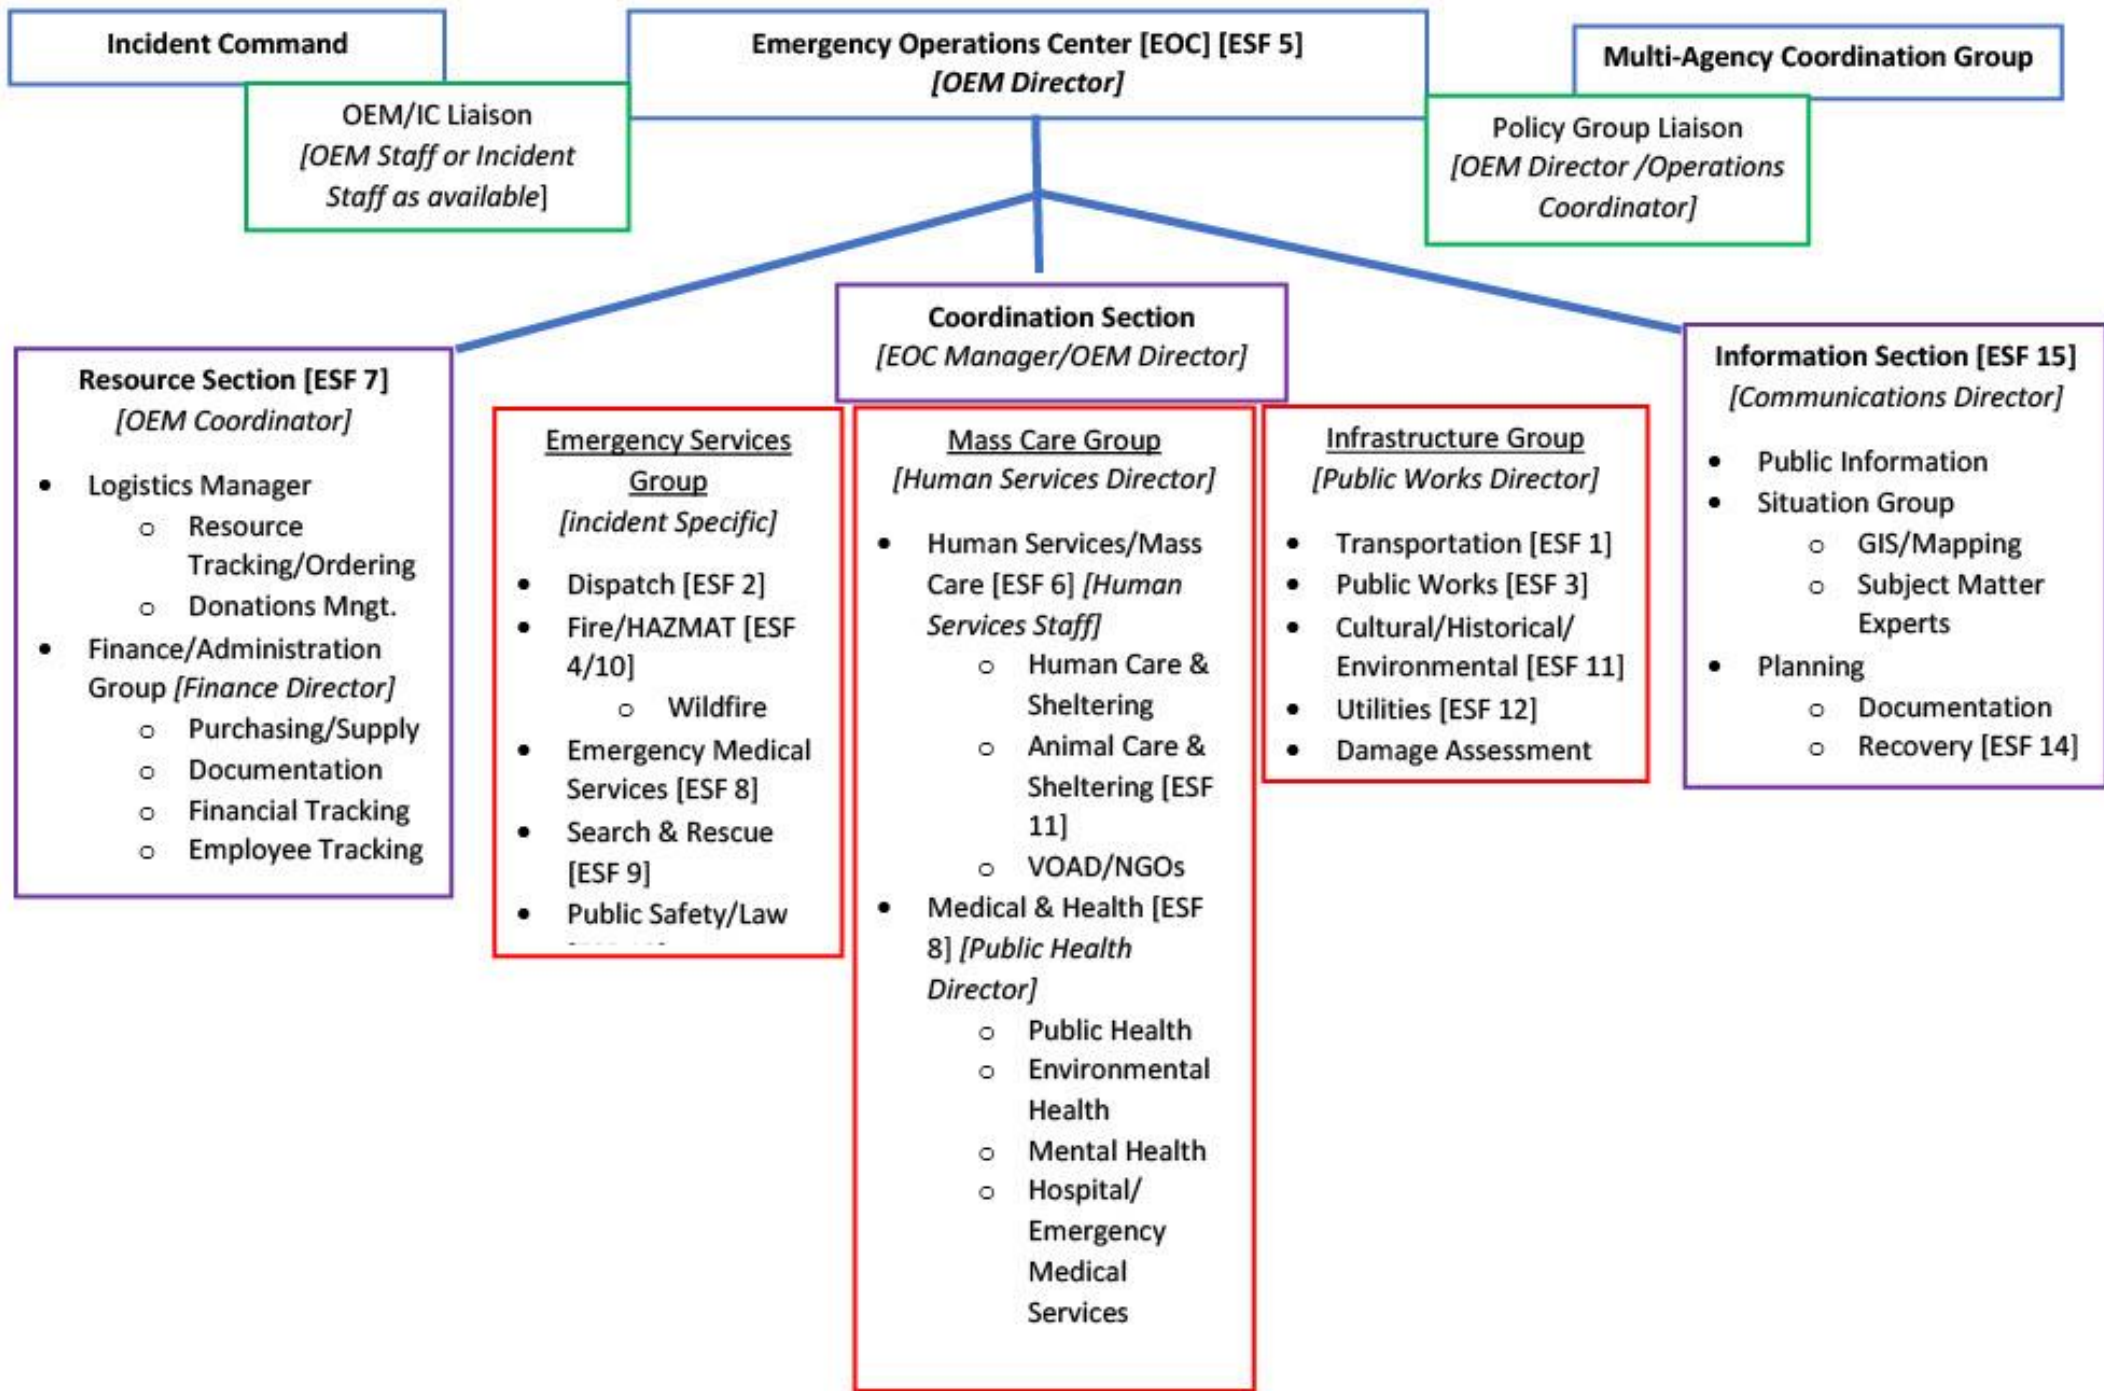 Incident Command
Emergency Operations Center [EOC] [ESF 5]
[OEM Director]
Multi-Agency Coordination Group
OEM/IC Liaison
[OEM Staff or Incident
Staff as available]
Policy Group Liaison
[OEM Director /Operations
Coordinator]
Coordination Section
[EOC Manager/OEM Director]
Resource Section [ESF 7]
[OEM Coordinator]
• Logistics Manager
o Resource
Tracking/Ordering
o Donations Mngt.
• Finance/Administration
Group [Finance Director]
o Purchasing/Supply
o Documentation
o Financial Tracking
o Employee Tracking
Emergency Services
Group
[incident Specific]
• Dispatch [ESF 2]
• Fire/HAZMAT [ESF
4/10]
o Wildfire
• Emergency Medical
Services [ESF 8]
• Search & Rescue
[ESF 9]
• Public Safety/Law
Mass Care Group
[Human Services Director]
• Human Services/Mass
Care [ESF 6] [Human
Services Staff]
o Human Care &
Sheltering
o Animal Care &
Sheltering [ESF
11]
o VOAD/NGOs
• Medical & Health [ESF
8] [Public Health
Director]
o Public Health
o Environmental
Health
o Mental Health
o Hospital/
Emergency
Medical
Services
Infrastructure Group
[Public Works Director]
• Transportation [ESF 1]
• Public Works [ESF 3]
• Cultural/Historical/
Environmental [ESF 11]
• Utilities [ESF 12]
• Damage Assessment
Information Section [ESF 15]
[Communications Director]
• Public Information
• Situation Group
o GIS/Mapping
o Subject Matter
Experts
• Planning
o Documentation
o Recovery [ESF 14]